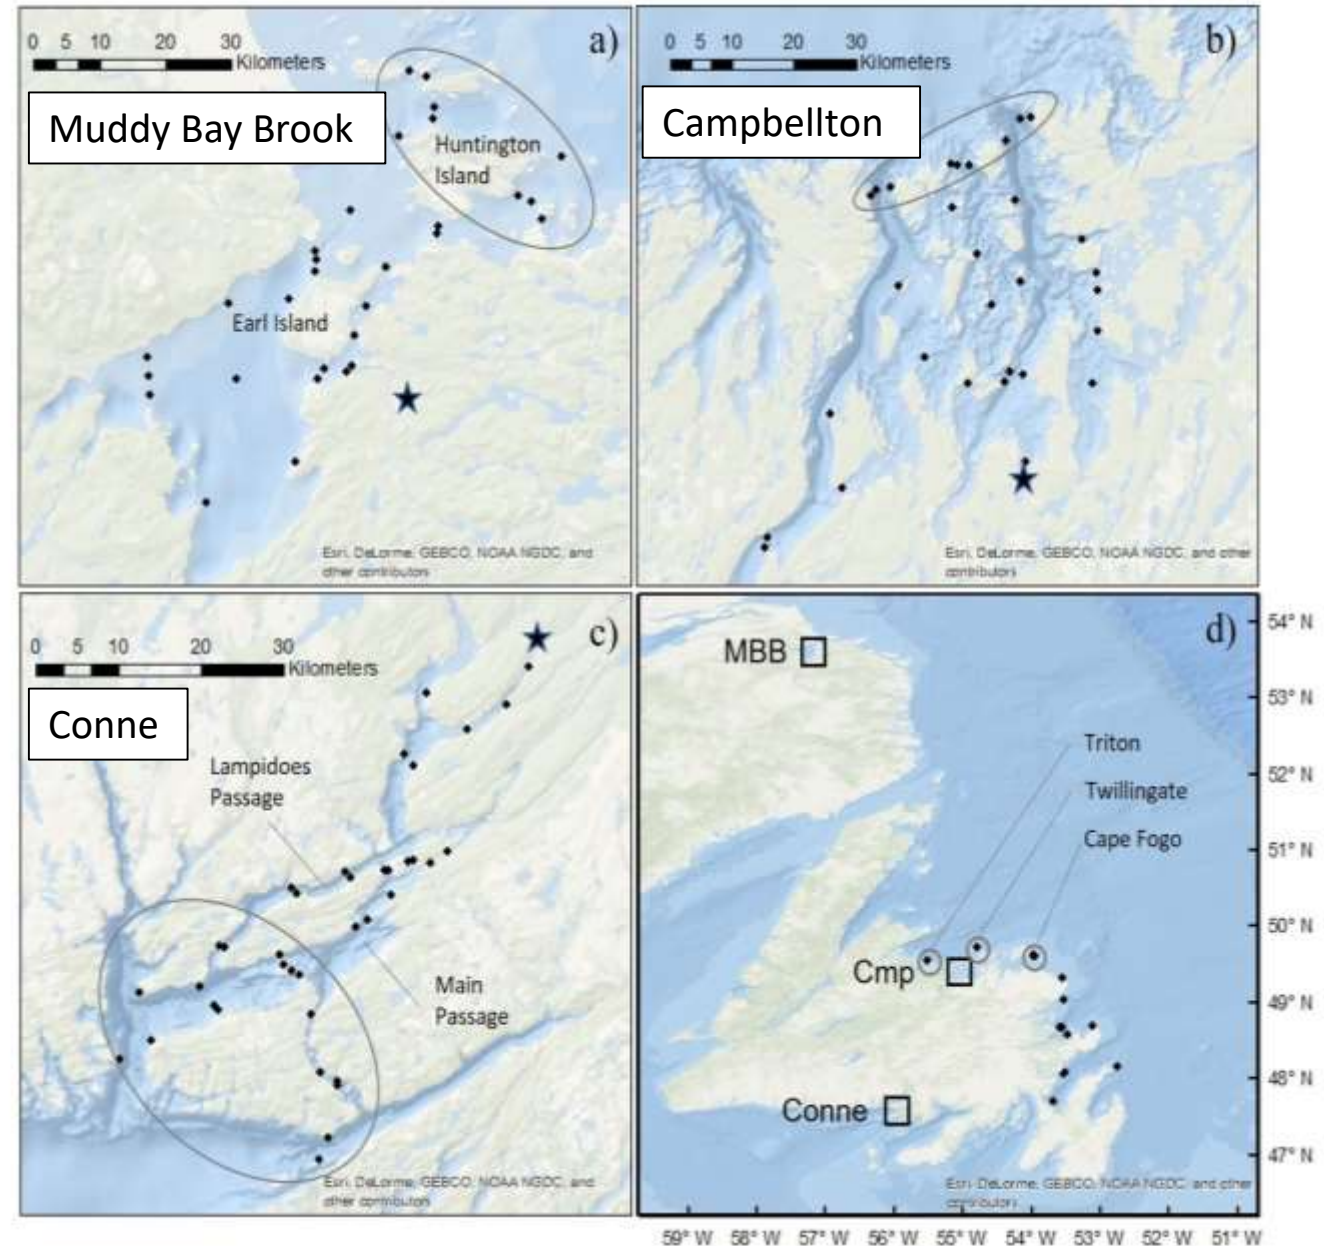 0 5 10 20 30
Kilometers
a)
Muddy Bay Brook
Huntington
Island
Earl Island
Esri, DeLorme, GEBCO, NOAA NGDC, and
other contributors
0 5 10 20 30
Kilometers
b)
Campbellton
Esri, DeLorme, GEBCO, NOAA NGDC, and other
contributors
0 5 10 20 30
Kilometers
c)
Conne
Lampidoes
Passage
Main
Passage
Esri, DeLorme, GEBCO, NOAA NGDC, and
other contributors
d)
MBB
Triton
Twillingate
Cape Fogo
Cmp
Conne
Esri, DeLorme, GEBCO, NOAA NGDC, and other
contributors
54° N
53° N
52° N
51° N
50° N
49° N
48° N
47° N
59° W 58° W 57° W 56° W 55° W 54° W 53° W 52° W 51° W